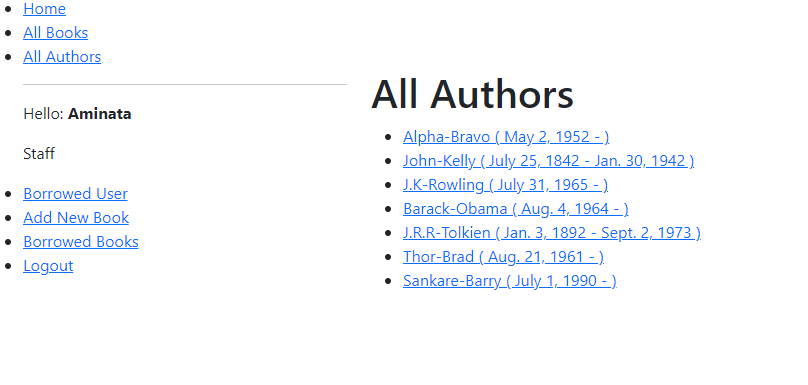 Home
All Books
All Authors
Hello: Aminata
Staff
Borrowed User
Add New Book
Borrowed Books
Logout
All Authors
Alpha-Bravo ( May 2, 1952 - )
John-Kelly ( July 25, 1842 - Jan. 30, 1942 )
J.K-Rowling ( July 31, 1965 - )
Barack-Obama ( Aug. 4, 1964 - )
J.R.R-Tolkien ( Jan. 3, 1892 - Sept. 2, 1973 )
Thor-Brad ( Aug. 21, 1961 - )
Sankare-Barry ( July 1, 1990 - )